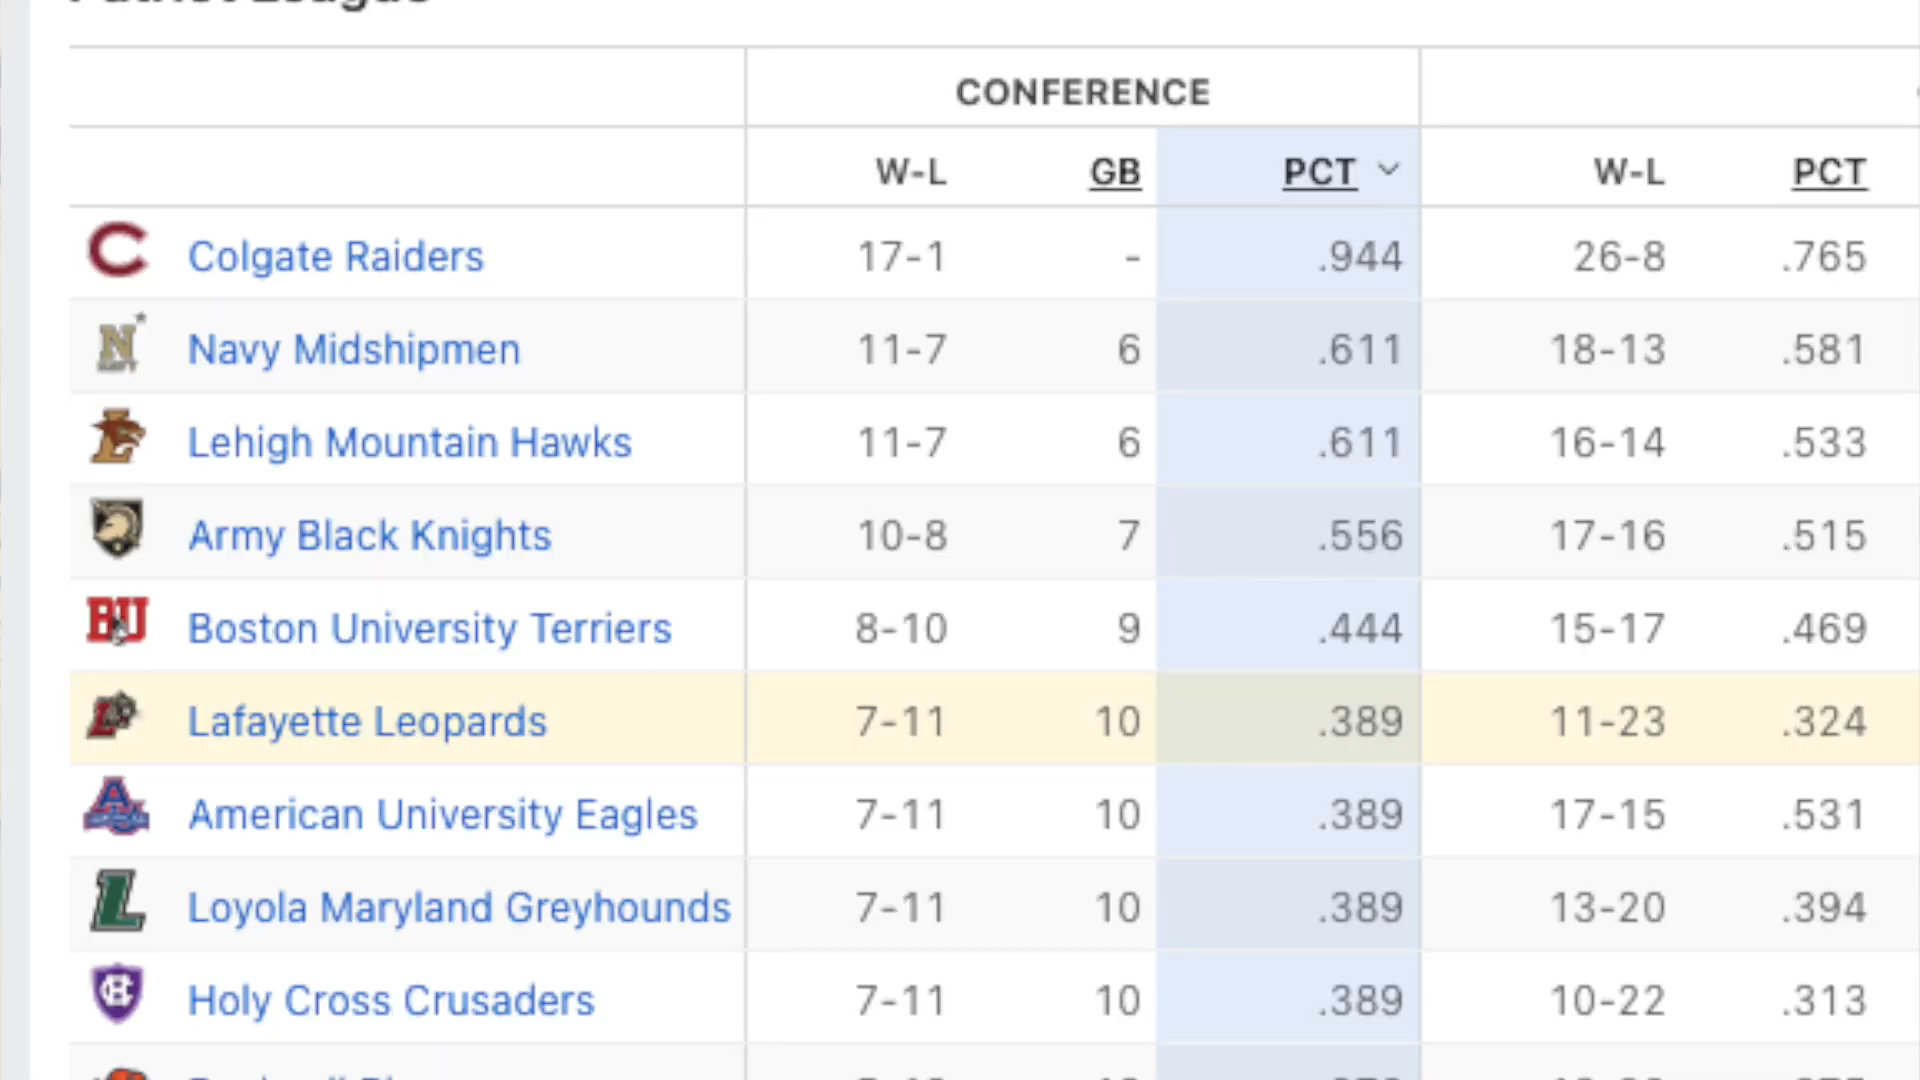 Patriot League
CONFERENCE
W-L GB PCT W-L PCT
Colgate Raiders 17-1 - .944 26-8 .765
Navy Midshipmen 11-7 6 .611 18-13 .581
Lehigh Mountain Hawks 11-7 6 .611 16-14 .533
Army Black Knights 10-8 7 .556 17-16 .515
Boston University Terriers 8-10 9 .444 15-17 .469
Lafayette Leopards 7-11 10 .389 11-23 .324
American University Eagles 7-11 10 .389 17-15 .531
Loyola Maryland Greyhounds 7-11 10 .389 13-20 .394
Holy Cross Crusaders 7-11 10 .389 10-22 .313